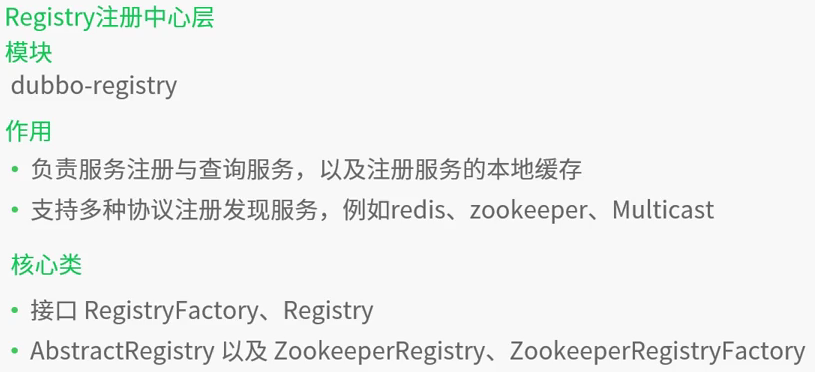 Registry注册中心层
模块
dubbo-registry
作用
• 负责服务注册与查询服务，以及注册服务的本地缓存
• 支持多种协议注册发现服务，例如redis、zookeeper、Multicast
核心类
• 接口 RegistryFactory、Registry
• AbstractRegistry 以及 ZookeeperRegistry、ZookeeperRegistryFactory